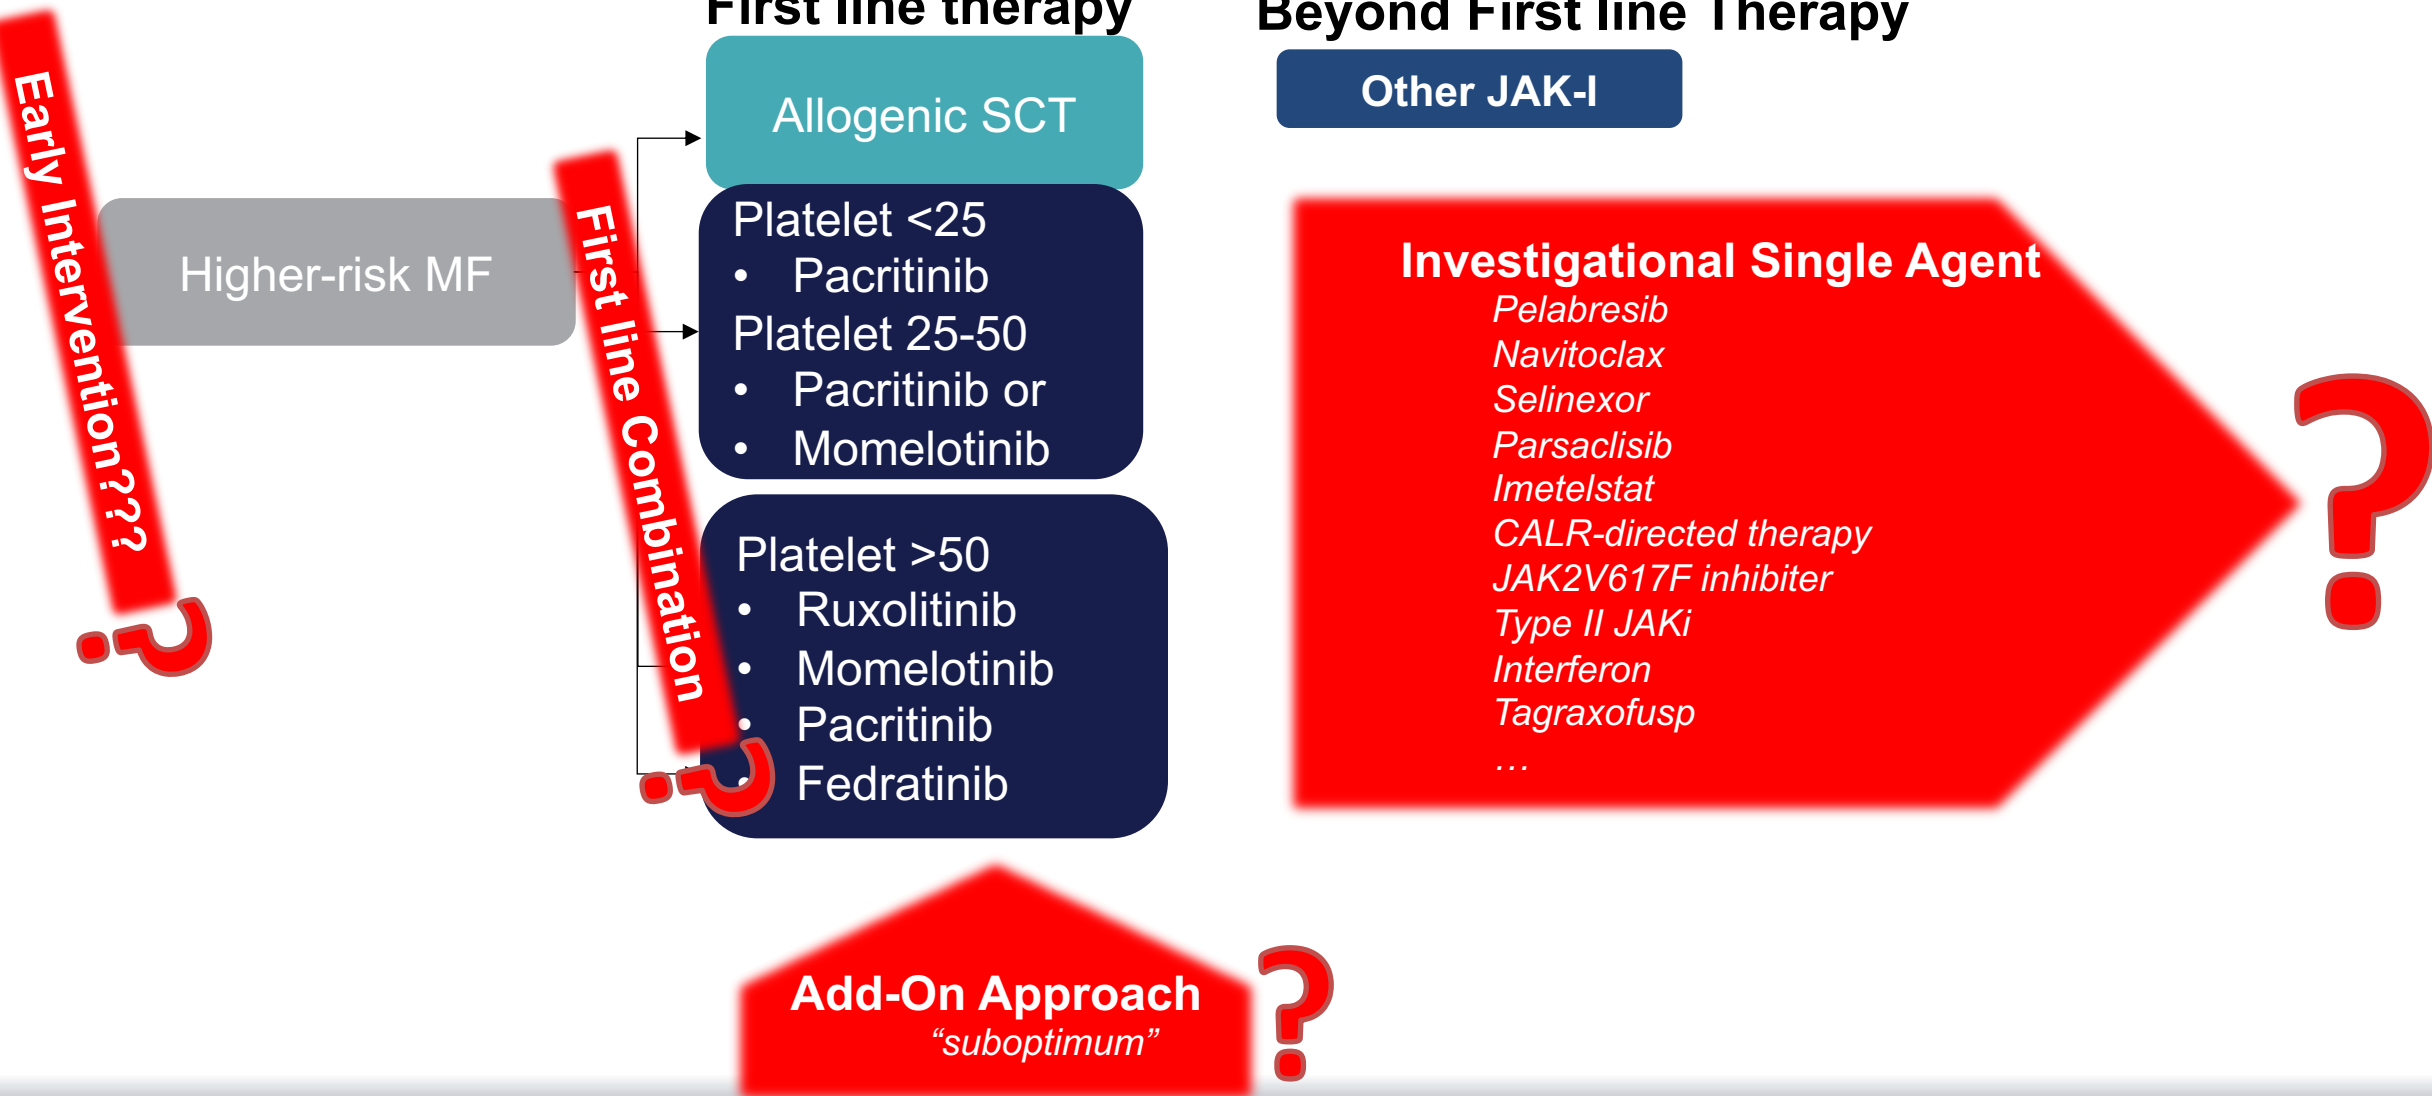 First line therapy
Beyond First line Therapy
Early Intervention???
?
Higher-risk MF
First line Combination
?
Allogenic SCT
Platelet <25
• Pacritinib
Platelet 25-50
• Pacritinib or
• Momelotinib
Platelet >50
• Ruxolitinib
• Momelotinib
• Pacritinib
• Fedratinib
Add-On Approach
“suboptimum”
?
Other JAK-I
Investigational Single Agent
Pelabresib
Navitoclax
Selinexor
Parsaclisib
Imetelstat
CALR-directed therapy
JAK2V617F inhibiter
Type II JAKi
Interferon
Tagraxofusp
…
?